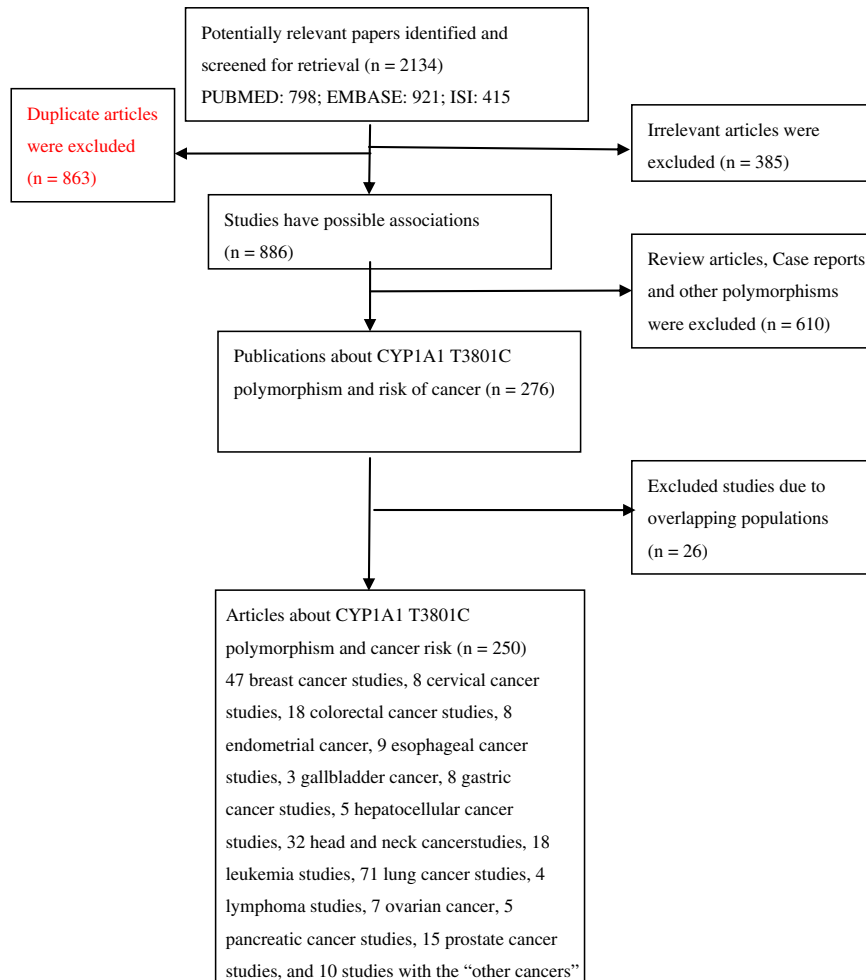 Potentially relevant papers identified and
screened for retrieval (n = 2134)
PUBMED: 798; EMBASE: 921; ISI: 415
Duplicate articles
were excluded
(n = 863)
Irrelevant articles were
excluded (n = 385)
Studies have possible associations
(n = 886)
Review articles, Case reports
and other polymorphisms
were excluded (n = 610)
Publications about CYP1A1 T3801C
polymorphism and risk of cancer (n = 276)
Excluded studies due to
overlapping populations
(n = 26)
Articles about CYP1A1 T3801C
polymorphism and cancer risk (n = 250)
47 breast cancer studies, 8 cervical cancer
studies, 18 colorectal cancer studies, 8
endometrial cancer, 9 esophageal cancer
studies, 3 gallbladder cancer, 8 gastric
cancer studies, 5 hepatocellular cancer
studies, 32 head and neck cancerstudies, 18
leukemia studies, 71 lung cancer studies, 4
lymphoma studies, 7 ovarian cancer, 5
pancreatic cancer studies, 15 prostate cancer
studies, and 10 studies with the “other cancers”